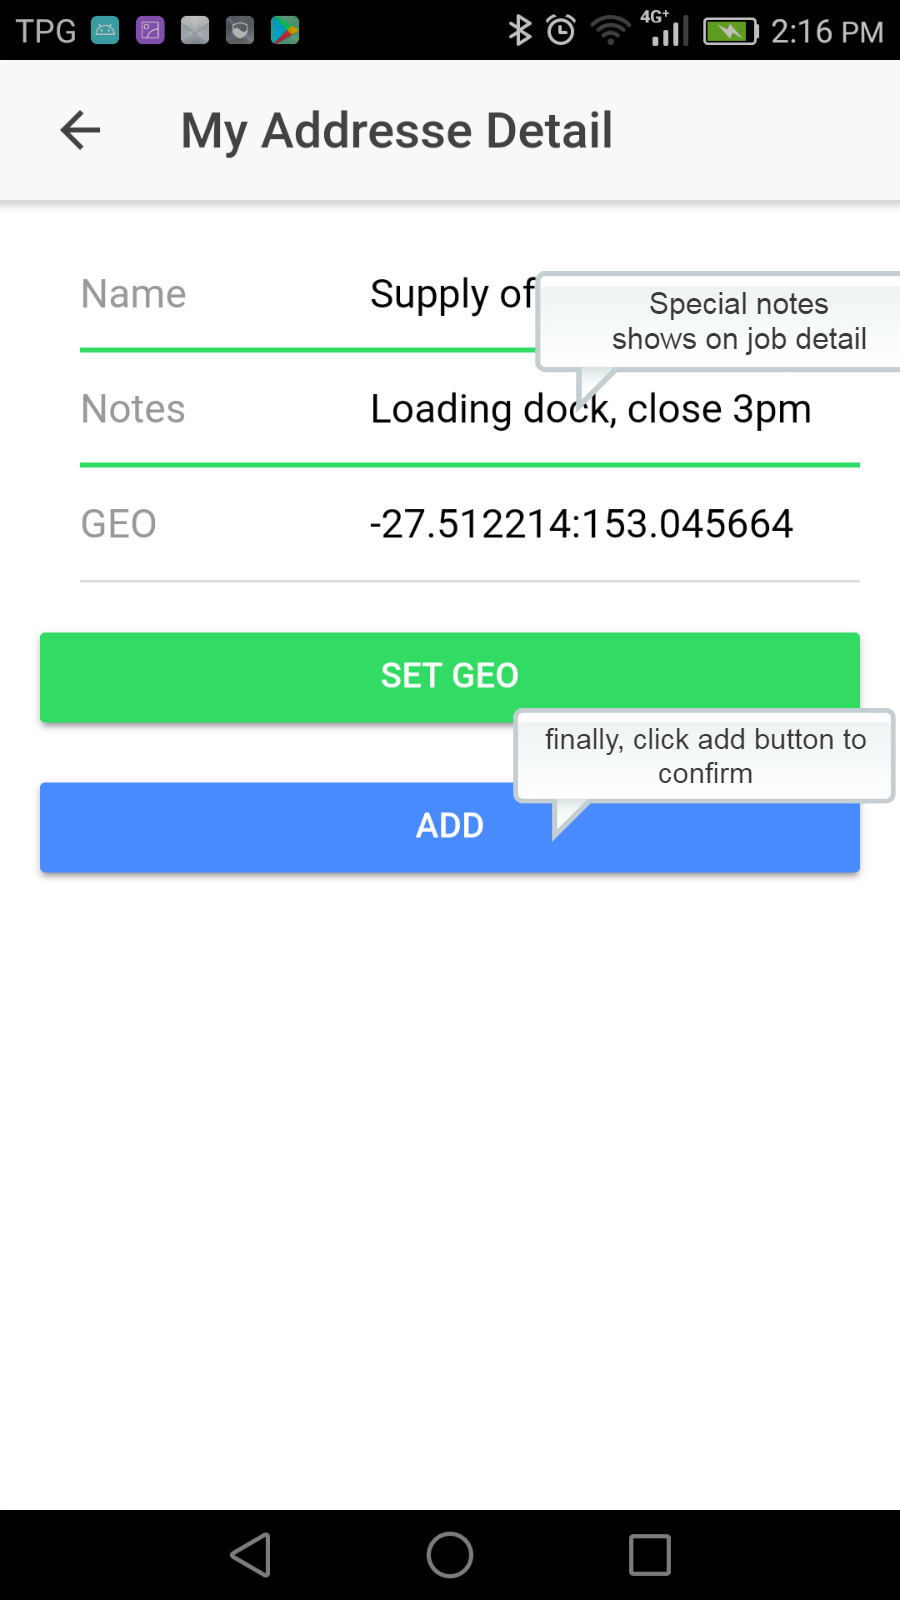 TPG 4G+ 2:16 PM
My Addresse Detail
Name Supply of
Special notes
shows on job detail
Notes Loading dock, close 3pm
GEO -27.512214:153.045664
SET GEO
finally, click add button to
confirm
ADD